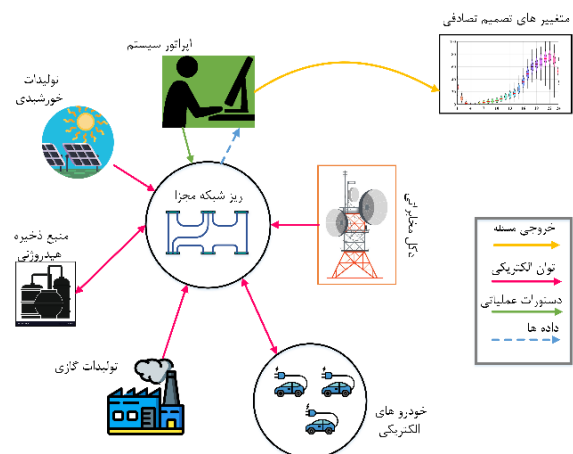 متغییر های تصمیم تصادفی
اپراتور سیستم
تولیدات
خورشیدی
ریز شبکه مجزا
دکل مخابراتی
منبع ذخیره
هیدروژنی
تولیدات گازی
خودرو های
الکتریکی
خروجی مسئله
توان الکتریکی
دستورات عملیاتی
داده ها